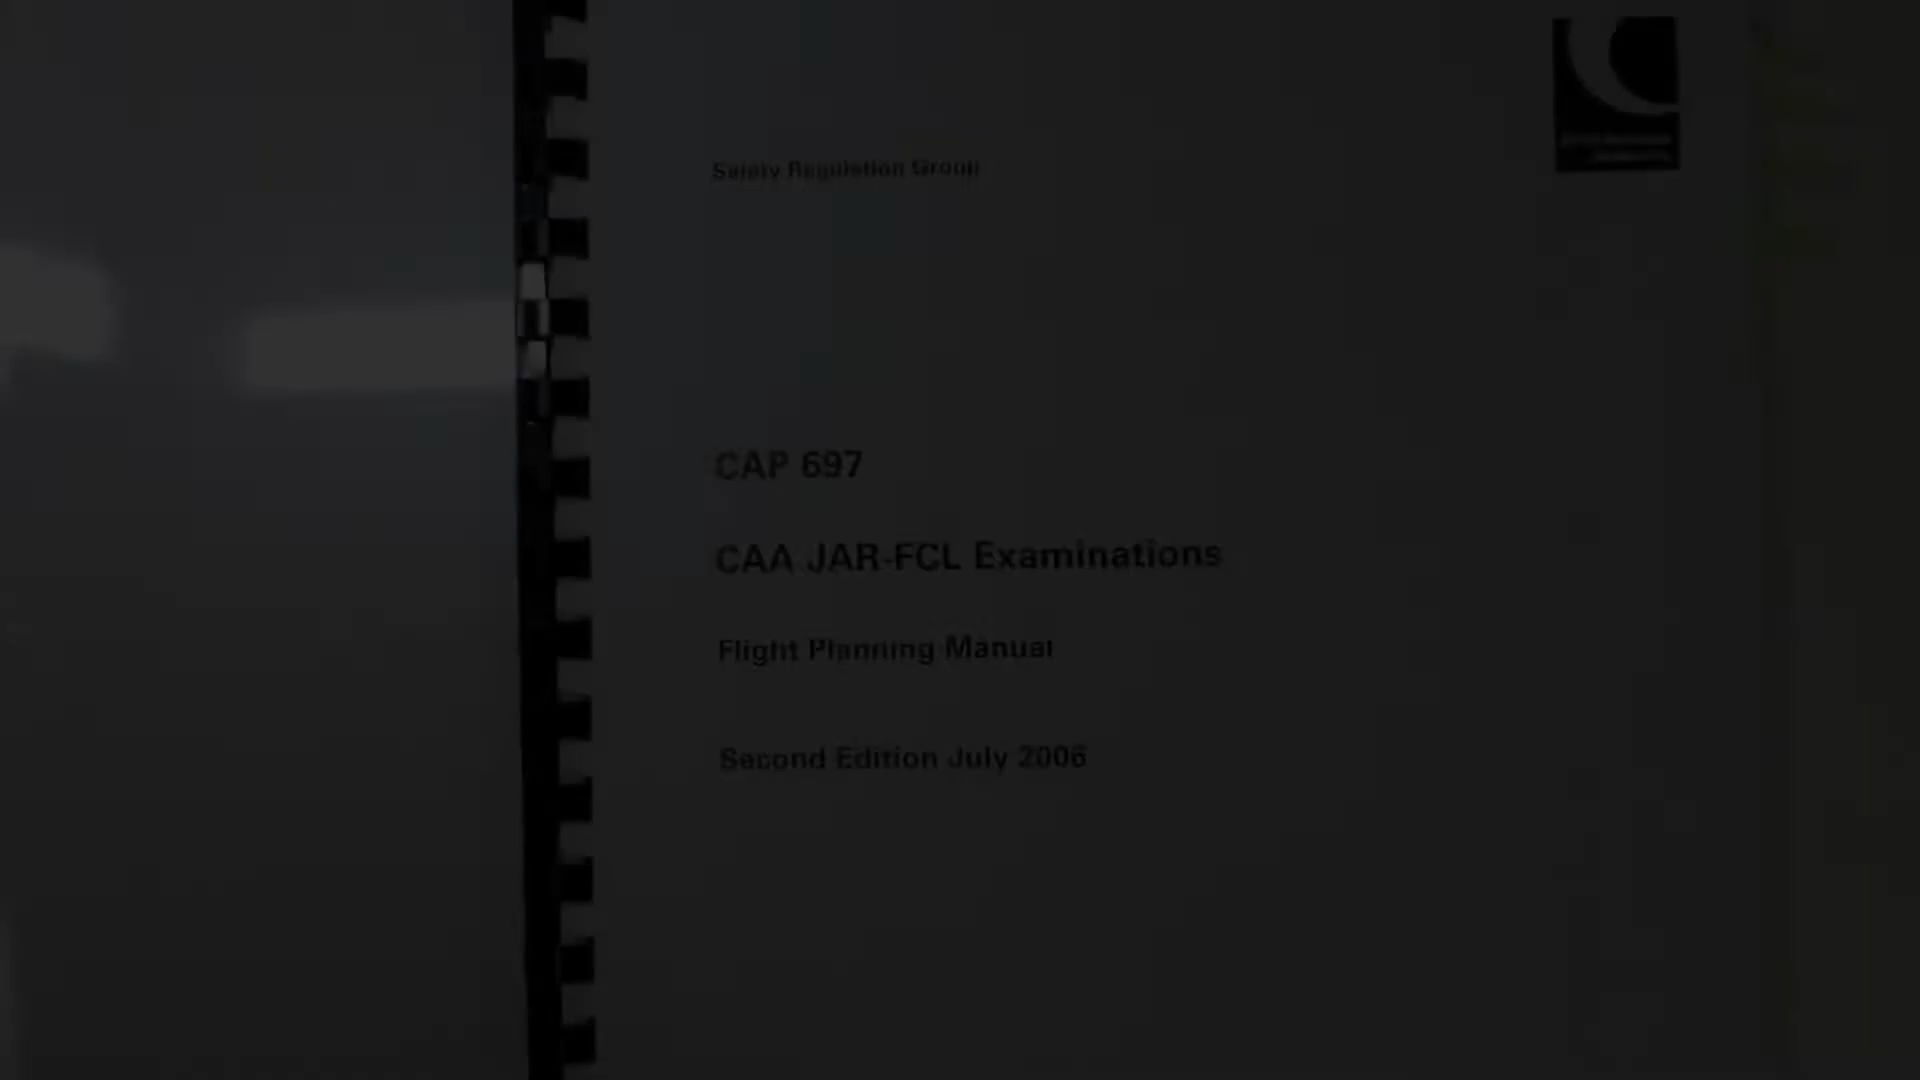 Safety Regulation Group
CAP 697
CAA JAR-FCL Examinations
Flight Planning Manual
Second Edition July 2006